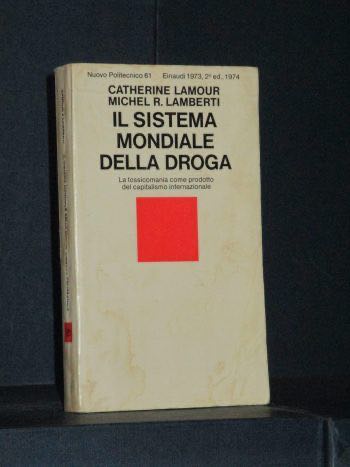 Nuovo Politecnico 61 Einaudi 1973, 2ª ed. 1974
CATHERINE LAMOUR
MICHEL R. LAMBERTI
IL SISTEMA
MONDIALE
DELLA DROGA
La tossicomania come prodotto
del capitalismo internazionale